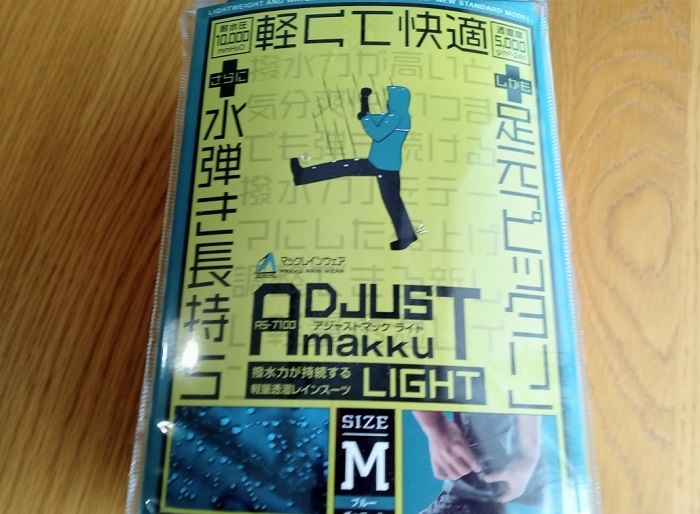 LIGHTWEIGHT AND WATER
NEW STANDARD MODEL
耐水圧
10,000
mmH2O
軽くて快適
透湿度
5,000
g/m²・24h
さらに
水弾き長持ち
しかも
足元ピッタリ
撥水力が高いと
マックレインウェア
MAKKU RAIN WEAR
ADJUST
AS-7100
アジャストマック ライト
makku
撥水力が持続する
軽量透湿レインスーツ
LIGHT
SIZE
M
ブルー